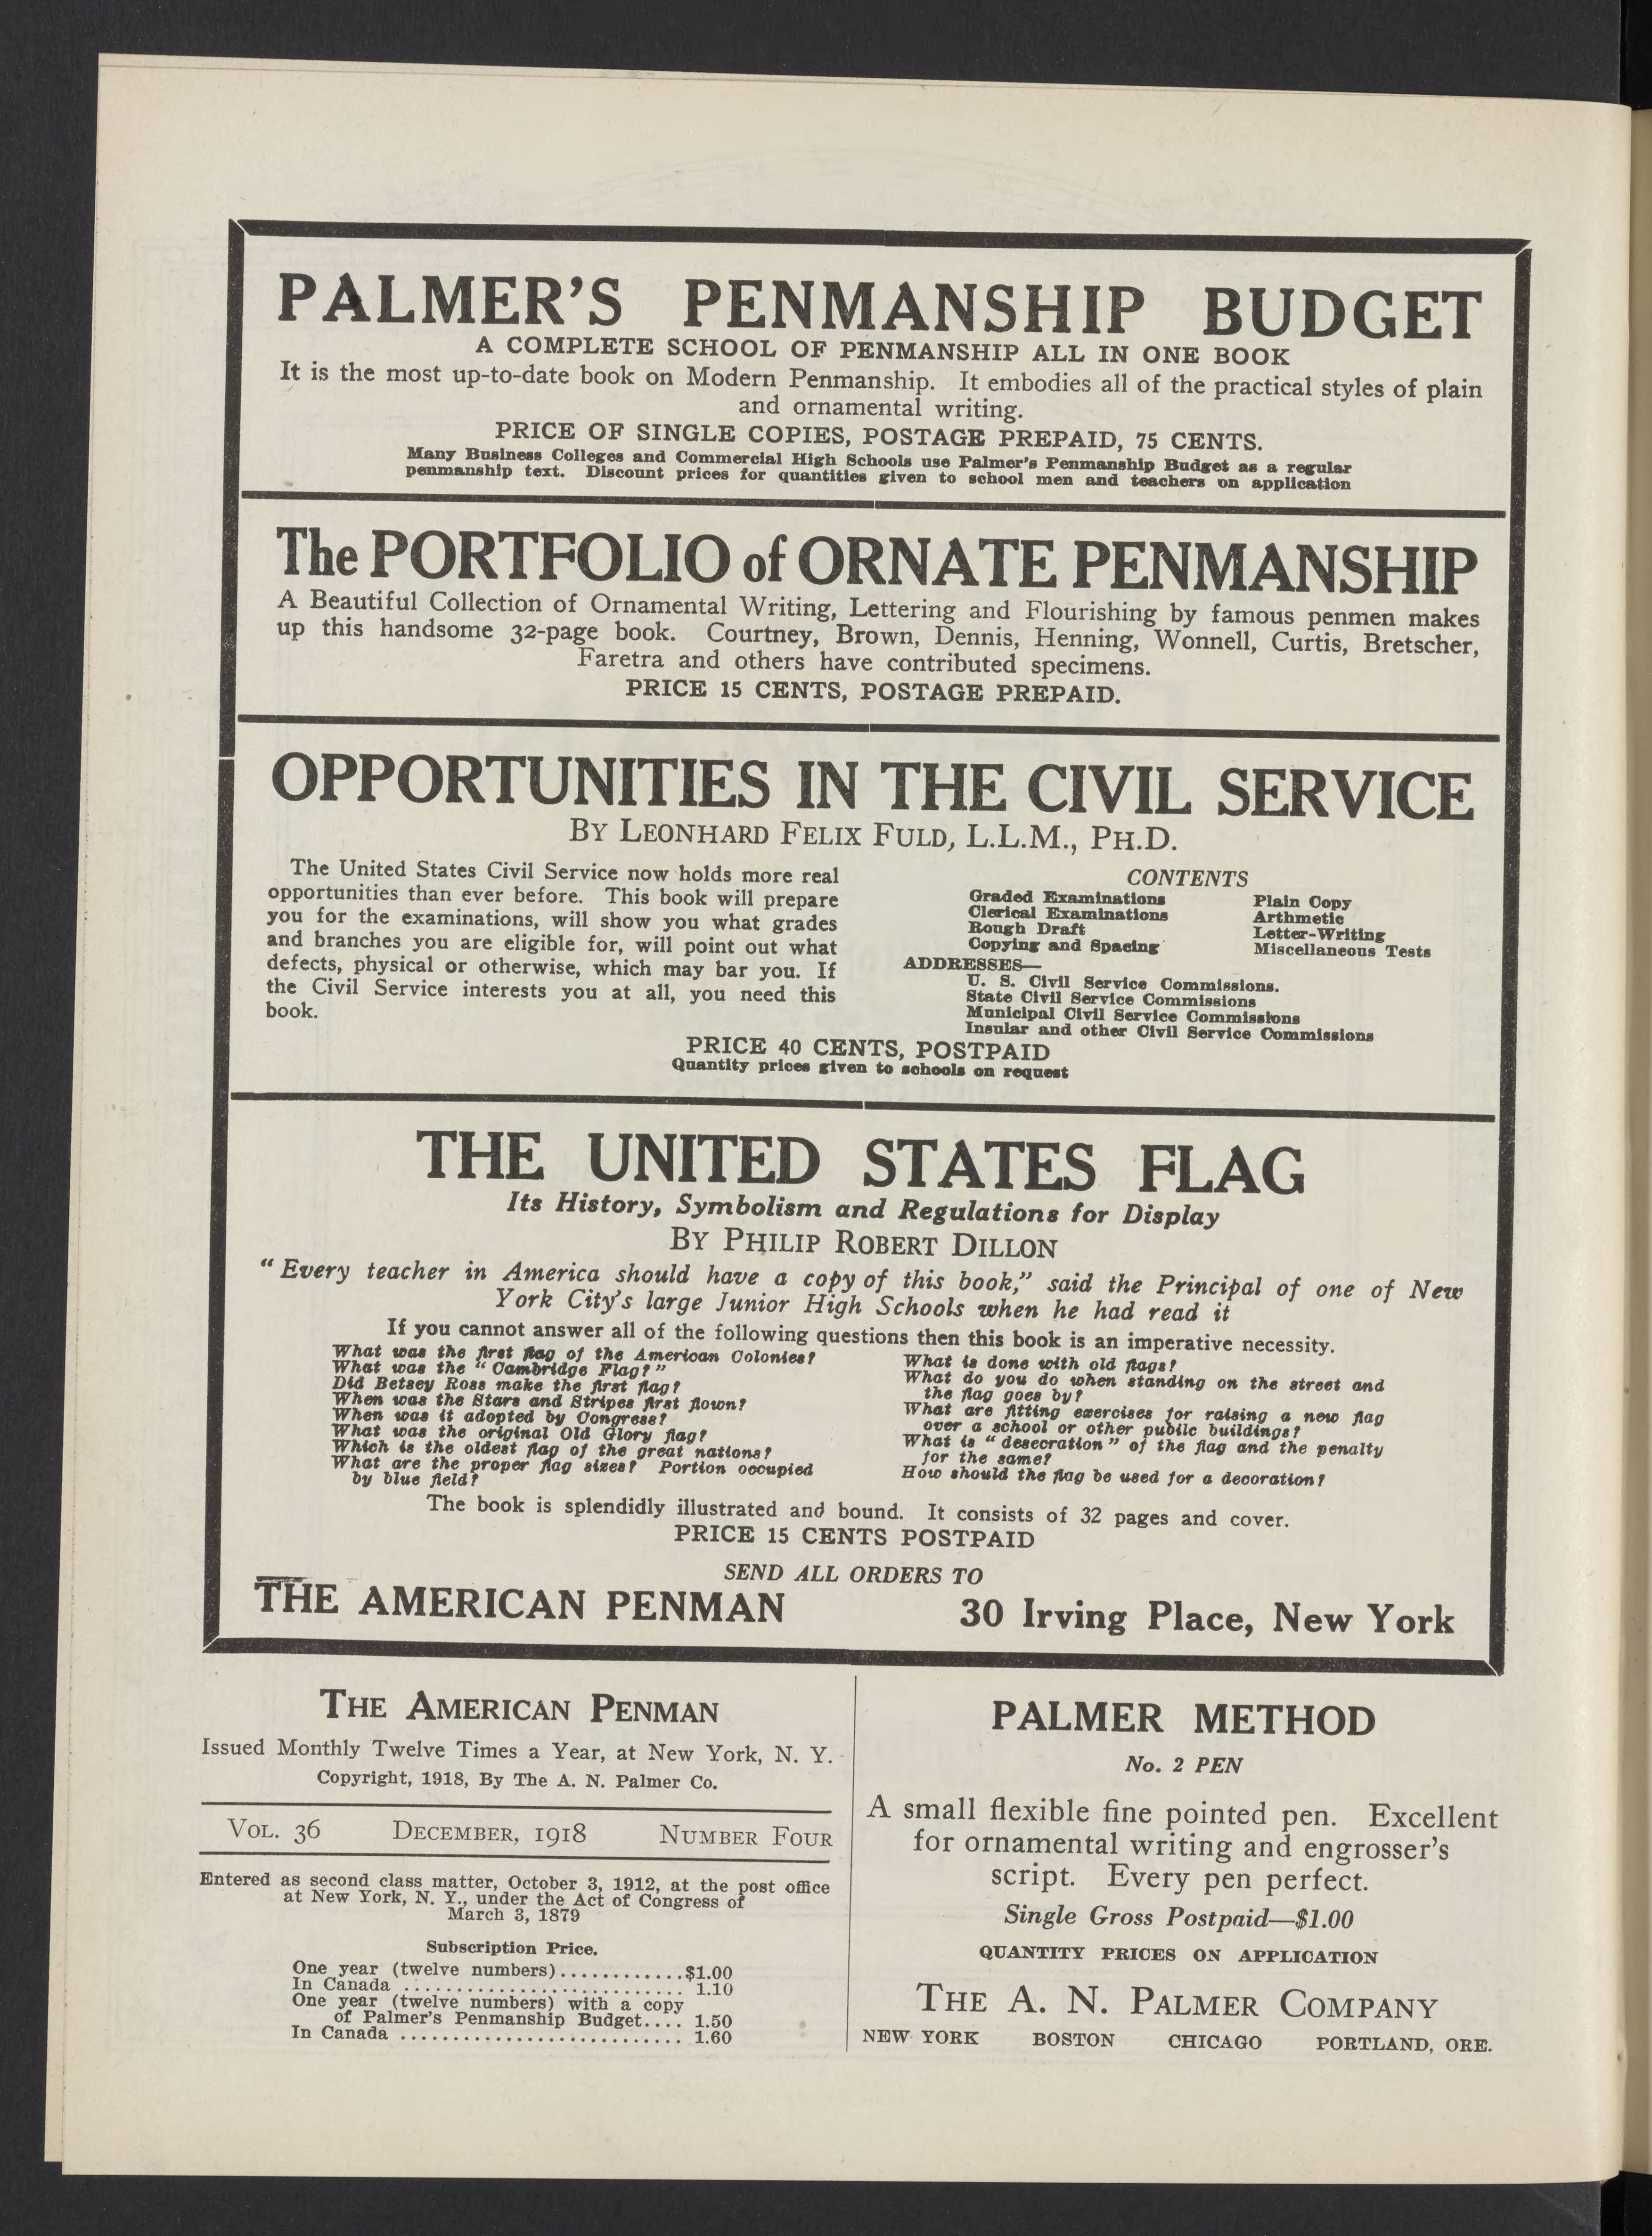 PALMER'S PENMANSHIP BUDGET
A COMPLETE SCHOOL OF PENMANSHIP ALL IN ONE BOOK
It is the most up-to-date book on Modern Penmanship. It embodies all of the practical styles of plain
and ornamental writing.
PRICE OF SINGLE COPIES, POSTAGE PREPAID, 75 CENTS.
Many Business Colleges and Commercial High Schools use Palmer's Penmanship Budget as a regular
penmanship text. Discount prices for quantities given to school men and teachers on application
The PORTFOLIO of ORNATE PENMANSHIP
A Beautiful Collection of Ornamental Writing, Lettering and Flourishing by famous penmen makes
up this handsome 32-page book. Courtney, Brown, Dennis, Henning, Wonnell, Curtis, Bretscher,
Faretra and others have contributed specimens.
PRICE 15 CENTS, POSTAGE PREPAID.
OPPORTUNITIES IN THE CIVIL SERVICE
BY LEONHARD FELIX FULD, L.L.M., PH.D.
The United States Civil Service now holds more real
opportunities than ever before. This book will prepare
you for the examinations, will show you what grades
and branches you are eligible for, will point out what
defects, physical or otherwise, which may bar you. If
the Civil Service interests you at all, you need this
book.
CONTENTS
Graded Examinations
Clerical Examinations
Rough Draft
Copying and Spacing
Plain Copy
Arthmetic
Letter-Writing
Miscellaneous Tests
ADDRESSES—
U. S. Civil Service Commissions.
State Civil Service Commissions
Municipal Civil Service Commissions
Insular and other Civil Service Commissions
PRICE 40 CENTS, POSTPAID
Quantity prices given to schools on request
THE UNITED STATES FLAG
Its History, Symbolism and Regulations for Display
BY PHILIP ROBERT DILLON
"Every teacher in America should have a copy of this book," said the Principal of one of New
York City's large Junior High Schools when he had read it
If you cannot answer all of the following questions then this book is an imperative necessity.
What was the first flag of the American Colonies?
What was the "Cambridge Flag?"
Did Betsey Ross make the first flag?
When was the Stars and Stripes first flown?
When was it adopted by Congress?
What was the original Old Glory flag?
Which is the oldest flag of the great nations?
What are the proper flag sizes? Portion occupied
by blue field?
What is done with old flags?
What do you do when standing on the street and
the flag goes by?
What are fitting exercises for raising a new flag
over a school or other public buildings?
What is "desecration" of the flag and the penalty
for the same?
How should the flag be used for a decoration?
The book is splendidly illustrated and bound. It consists of 32 pages and cover.
PRICE 15 CENTS POSTPAID
SEND ALL ORDERS TO
THE AMERICAN PENMAN 30 Irving Place, New York
THE AMERICAN PENMAN
Issued Monthly Twelve Times a Year, at New York, N. Y.
Copyright, 1918, By The A. N. Palmer Co.
VOL. 36 DECEMBER, 1918 NUMBER FOUR
Entered as second class matter, October 3, 1912, at the post office
at New York, N. Y., under the Act of Congress of
March 3, 1879
Subscription Price.
One year (twelve numbers)............$1.00
In Canada ........................... 1.10
One year (twelve numbers) with a copy
of Palmer's Penmanship Budget.... 1.50
In Canada ........................... 1.60
PALMER METHOD
No. 2 PEN
A small flexible fine pointed pen. Excellent
for ornamental writing and engrosser's
script. Every pen perfect.
Single Gross Postpaid—$1.00
QUANTITY PRICES ON APPLICATION
THE A. N. PALMER COMPANY
NEW YORK BOSTON CHICAGO PORTLAND, ORE.